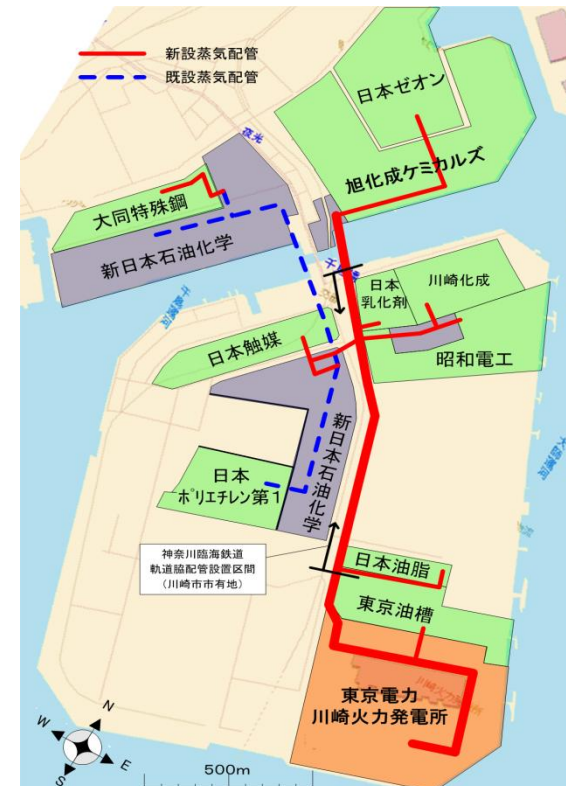 新設蒸気配管
既設蒸気配管
日本ゼオン
夜光
旭化成ケミカルズ
大同特殊鋼
新日本石油化学
日本
乳化剤
川崎化成
日本触媒
昭和電工
新日本石油化学
日本
ポリエチレン第1
神奈川臨海鉄道
軌道脇配管設置区間
(川崎市市有地)
日本油脂
東京油槽
東京電力
川崎火力発電所
N
W
E
S
500m